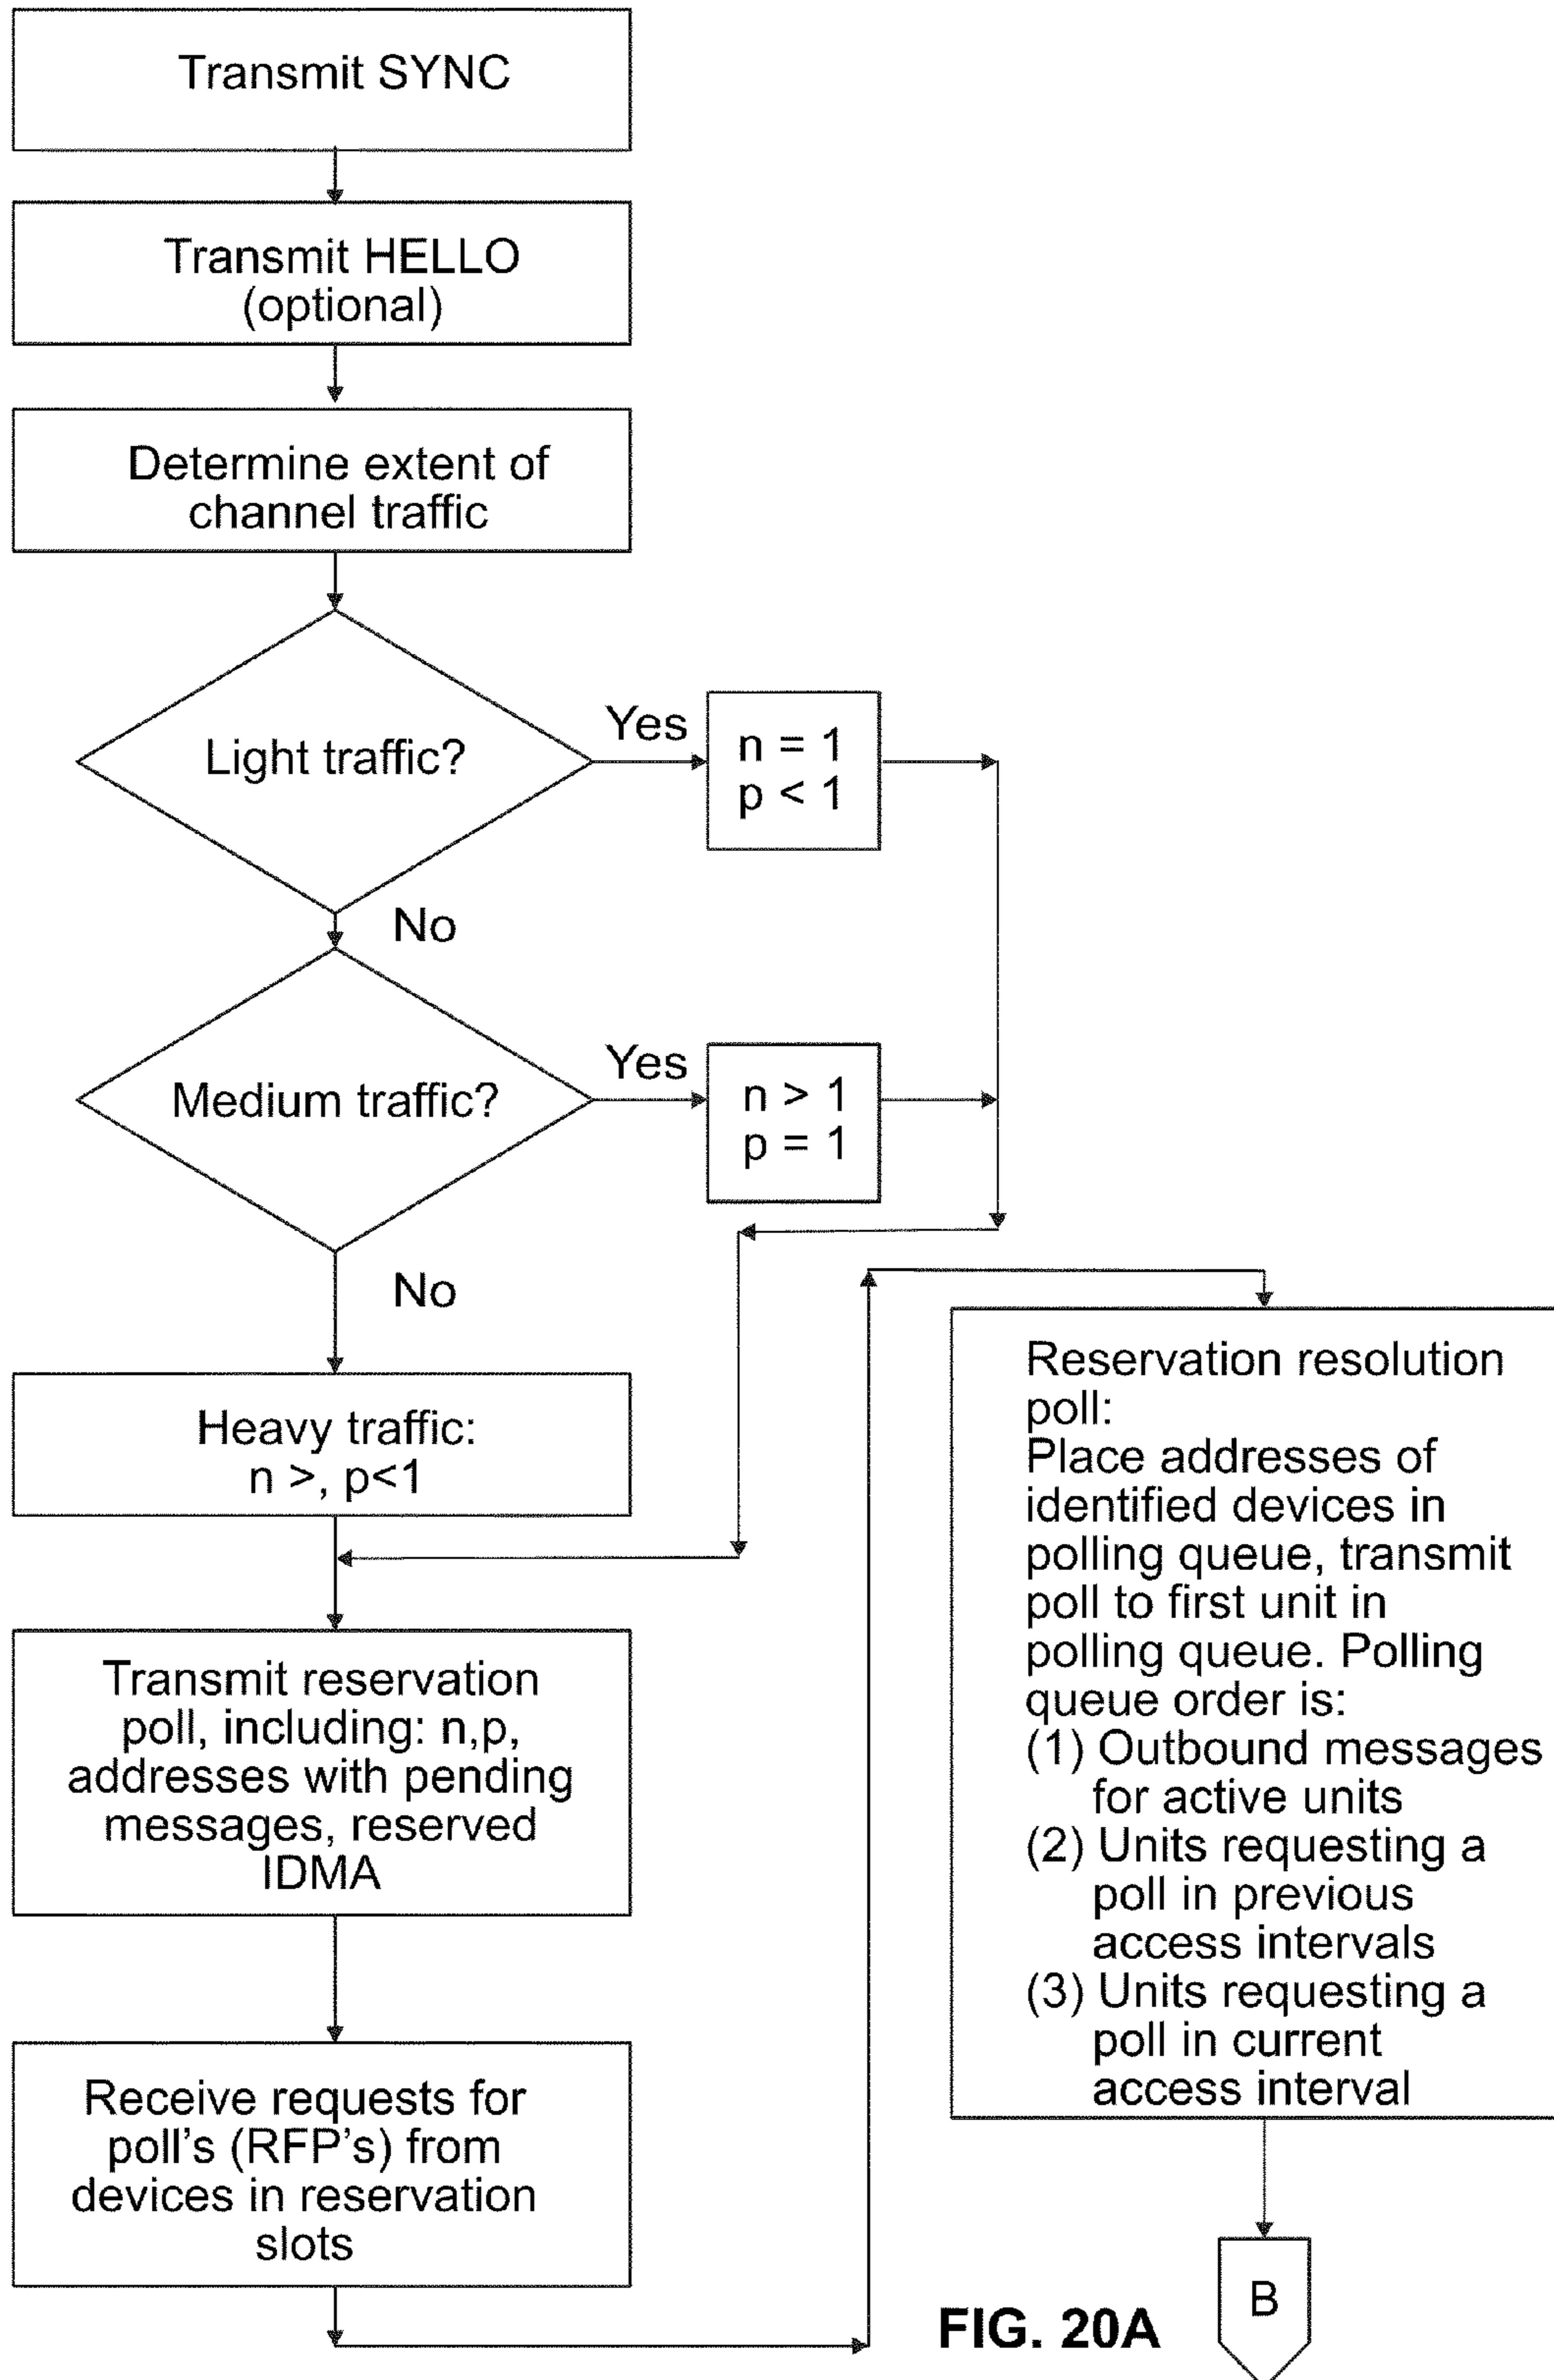 Transmit SYNC
Transmit HELLO
(optional)
Determine extent of
channel traffic
Light traffic?
Yes
n = 1
p < 1
No
Medium traffic?
Yes
n > 1
p = 1
No
Heavy traffic:
n >, p<1
Transmit reservation
poll, including: n,p,
addresses with pending
messages, reserved
IDMA
Receive requests for
poll's (RFP's) from
devices in reservation
slots
Reservation resolution
poll:
Place addresses of
identified devices in
polling queue, transmit
poll to first unit in
polling queue. Polling
queue order is:
(1) Outbound messages
for active units
(2) Units requesting a
poll in previous
access intervals
(3) Units requesting a
poll in current
access interval
B
FIG. 20A